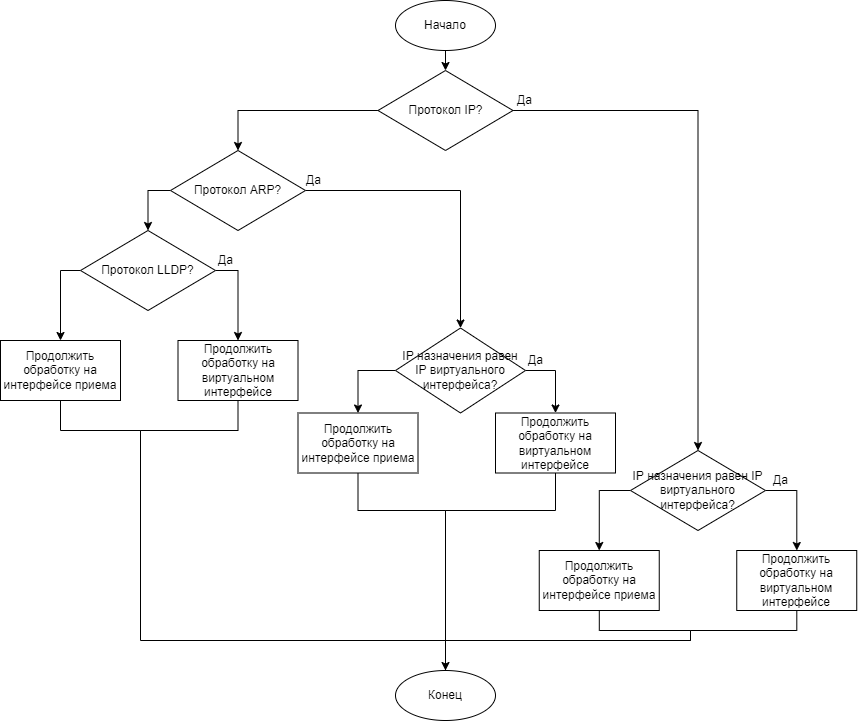 Начало
Протокол IP?
Да
Протокол ARP?
Да
Протокол LLDP?
Да
Продолжить
обработку на
интерфейсе приема
Продолжить
обработку на
виртуальном
интерфейсе
IP назначения равен
IP виртуального
интерфейса?
Да
Продолжить
обработку на
интерфейсе приема
Продолжить
обработку на
виртуальном
интерфейсе
IP назначения равен IP
виртуального
интерфейса?
Да
Продолжить
обработку на
интерфейсе приема
Продолжить
обработку на
виртуальном
интерфейсе
Конец